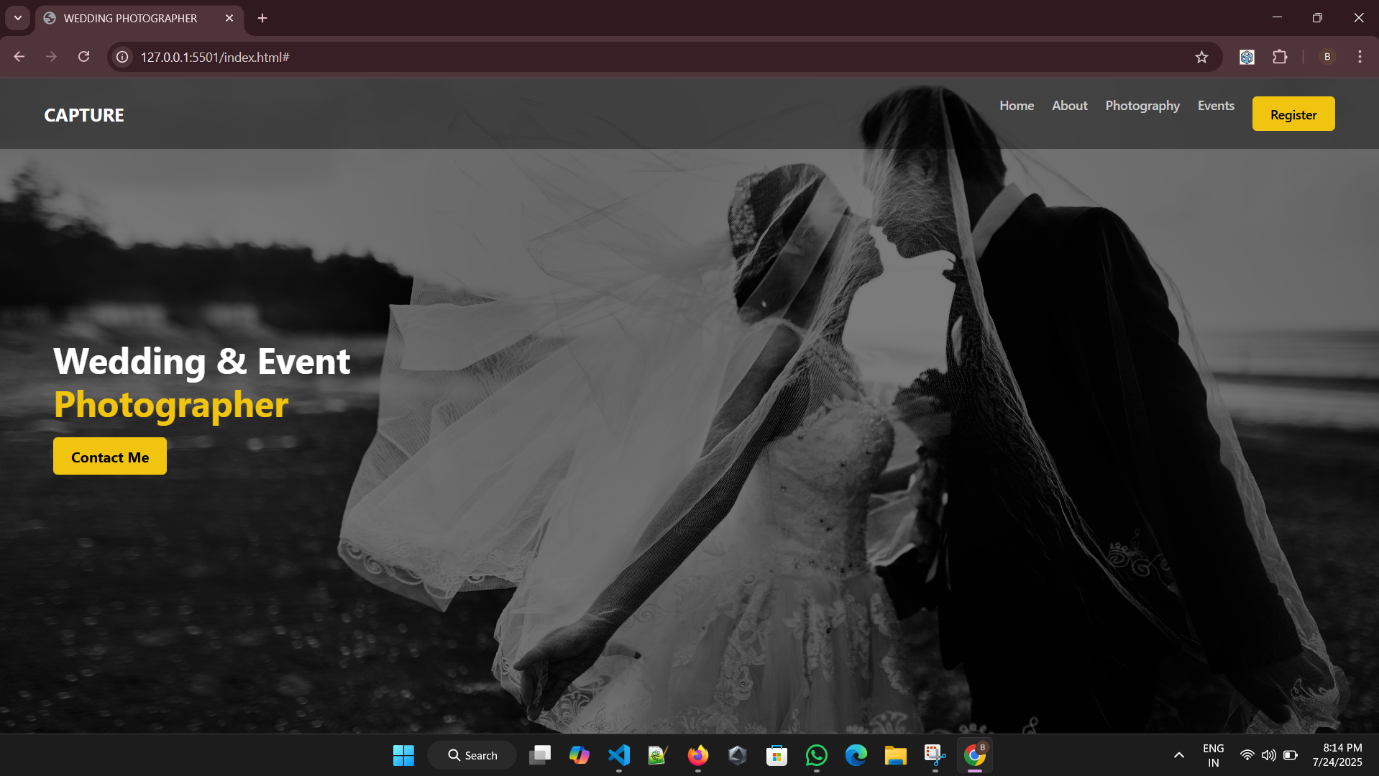 WEDDING PHOTOGRAPHER
127.0.0.1:5501/index.html#
B
CAPTURE
Home About Photography Events Register
Wedding & Event
Photographer
Contact Me
Search
B
ENG
IN
8:14 PM
7/24/2025